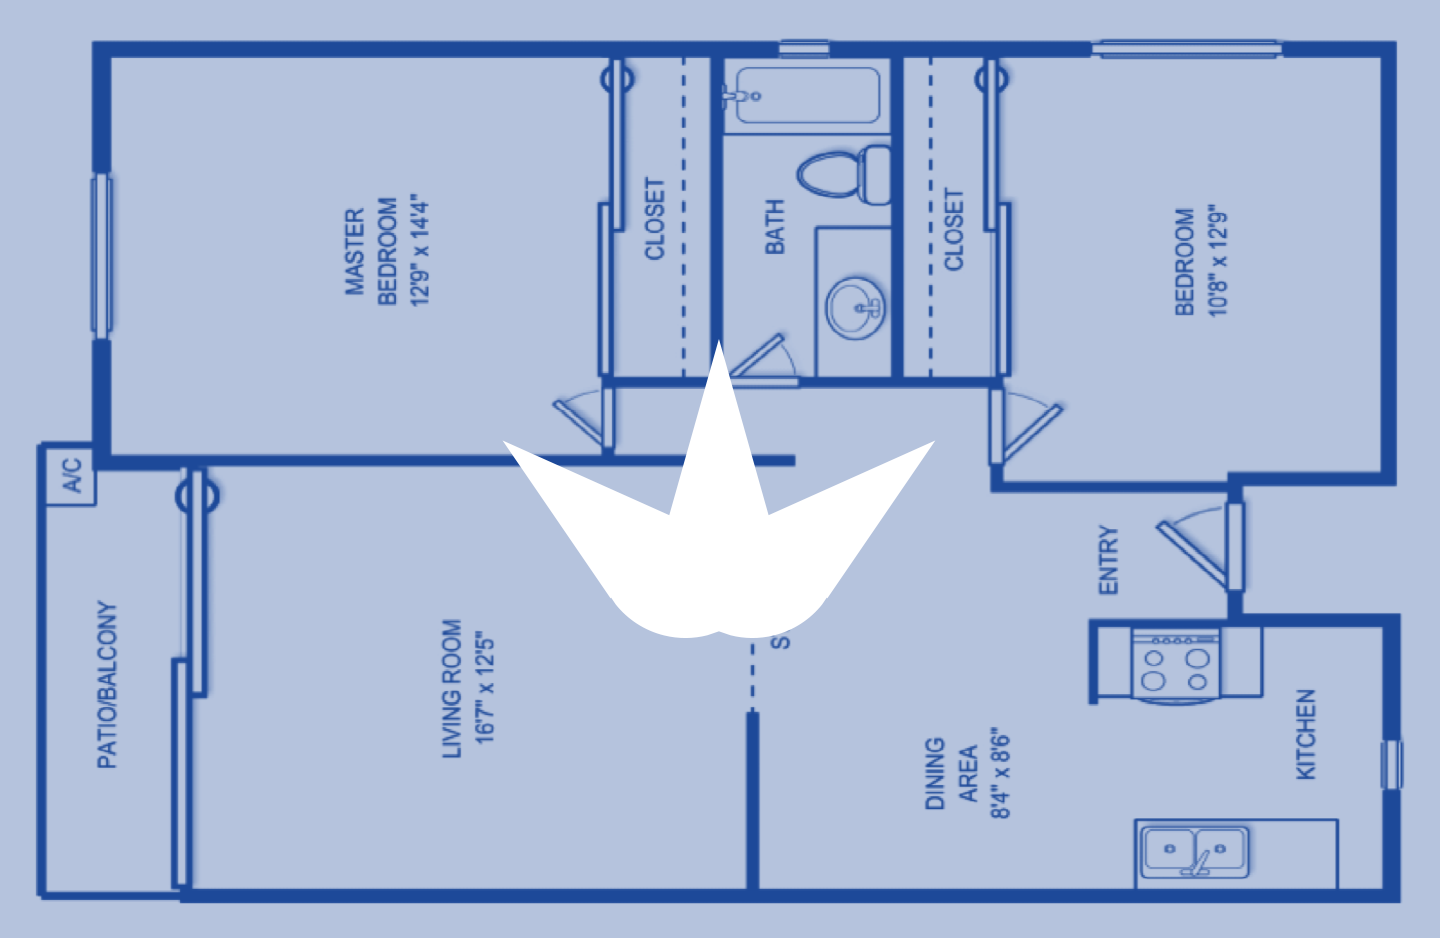 MASTER
BEDROOM
12'9" x 14'4"
CLOSET
BATH
CLOSET
BEDROOM
10'8" x 12'9"
A/C
PATIO/BALCONY
LIVING ROOM
16'7" x 12'5"
S
ENTRY
DINING
AREA
8'4" x 8'6"
KITCHEN